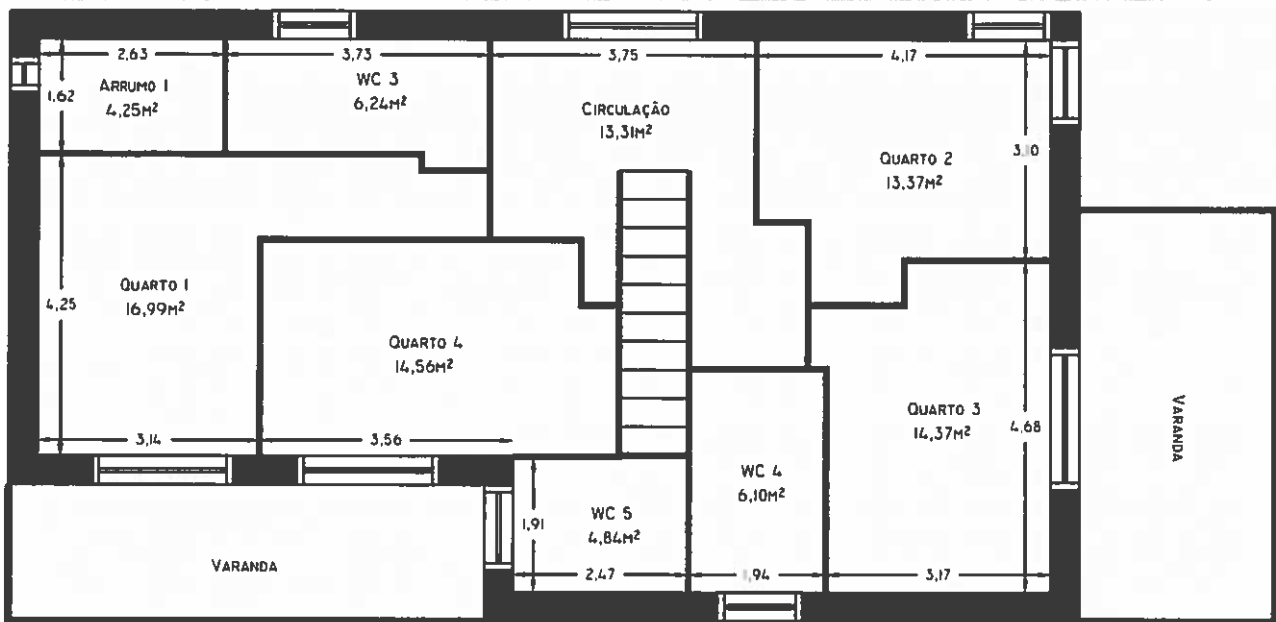 2,63
3,73
3,75
4,17
ARRUMO 1
4,25M²
1,62
WC 3
6,24M²
CIRCULAÇÃO
13,31M²
QUARTO 2
13,37M²
3,10
QUARTO 1
16,99M²
4,25
QUARTO 4
14,56M²
QUARTO 3
14,37M²
4,68
VARANDA
3,14
3,56
WC 4
6,10M²
WC 5
4,84M²
1,91
2,47
1,94
3,17
VARANDA